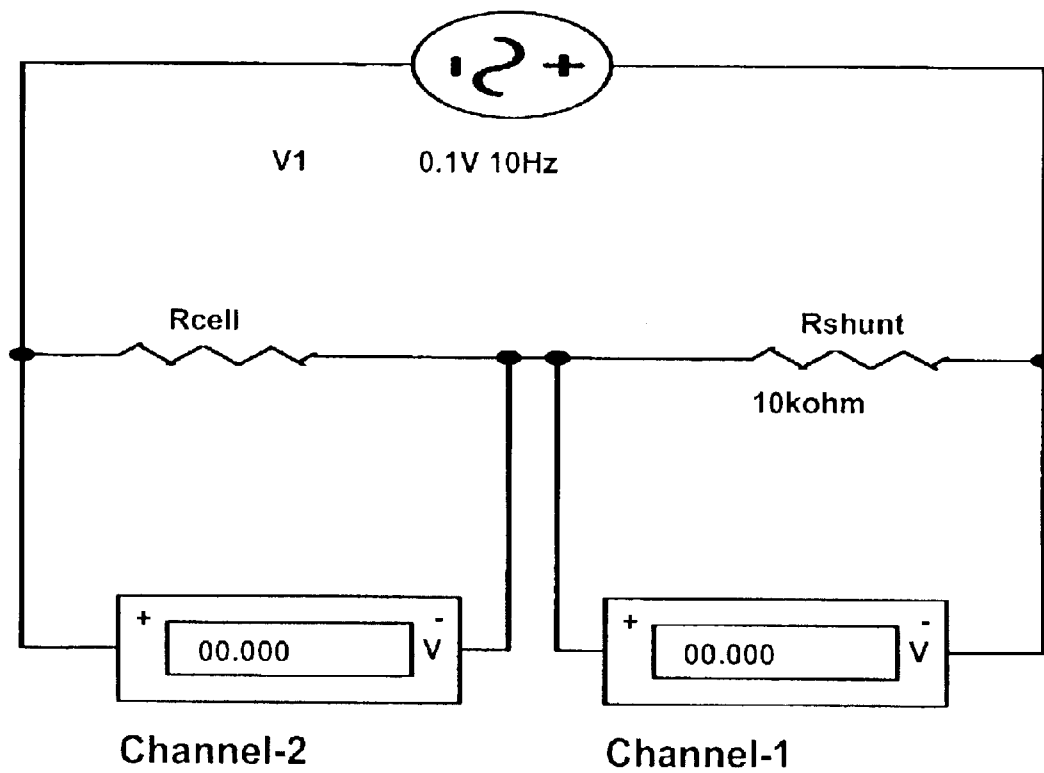 - +
V1 0.1V 10Hz
Rcell Rshunt
10kohm
+ - + -
00.000 V 00.000 V
Channel-2 Channel-1